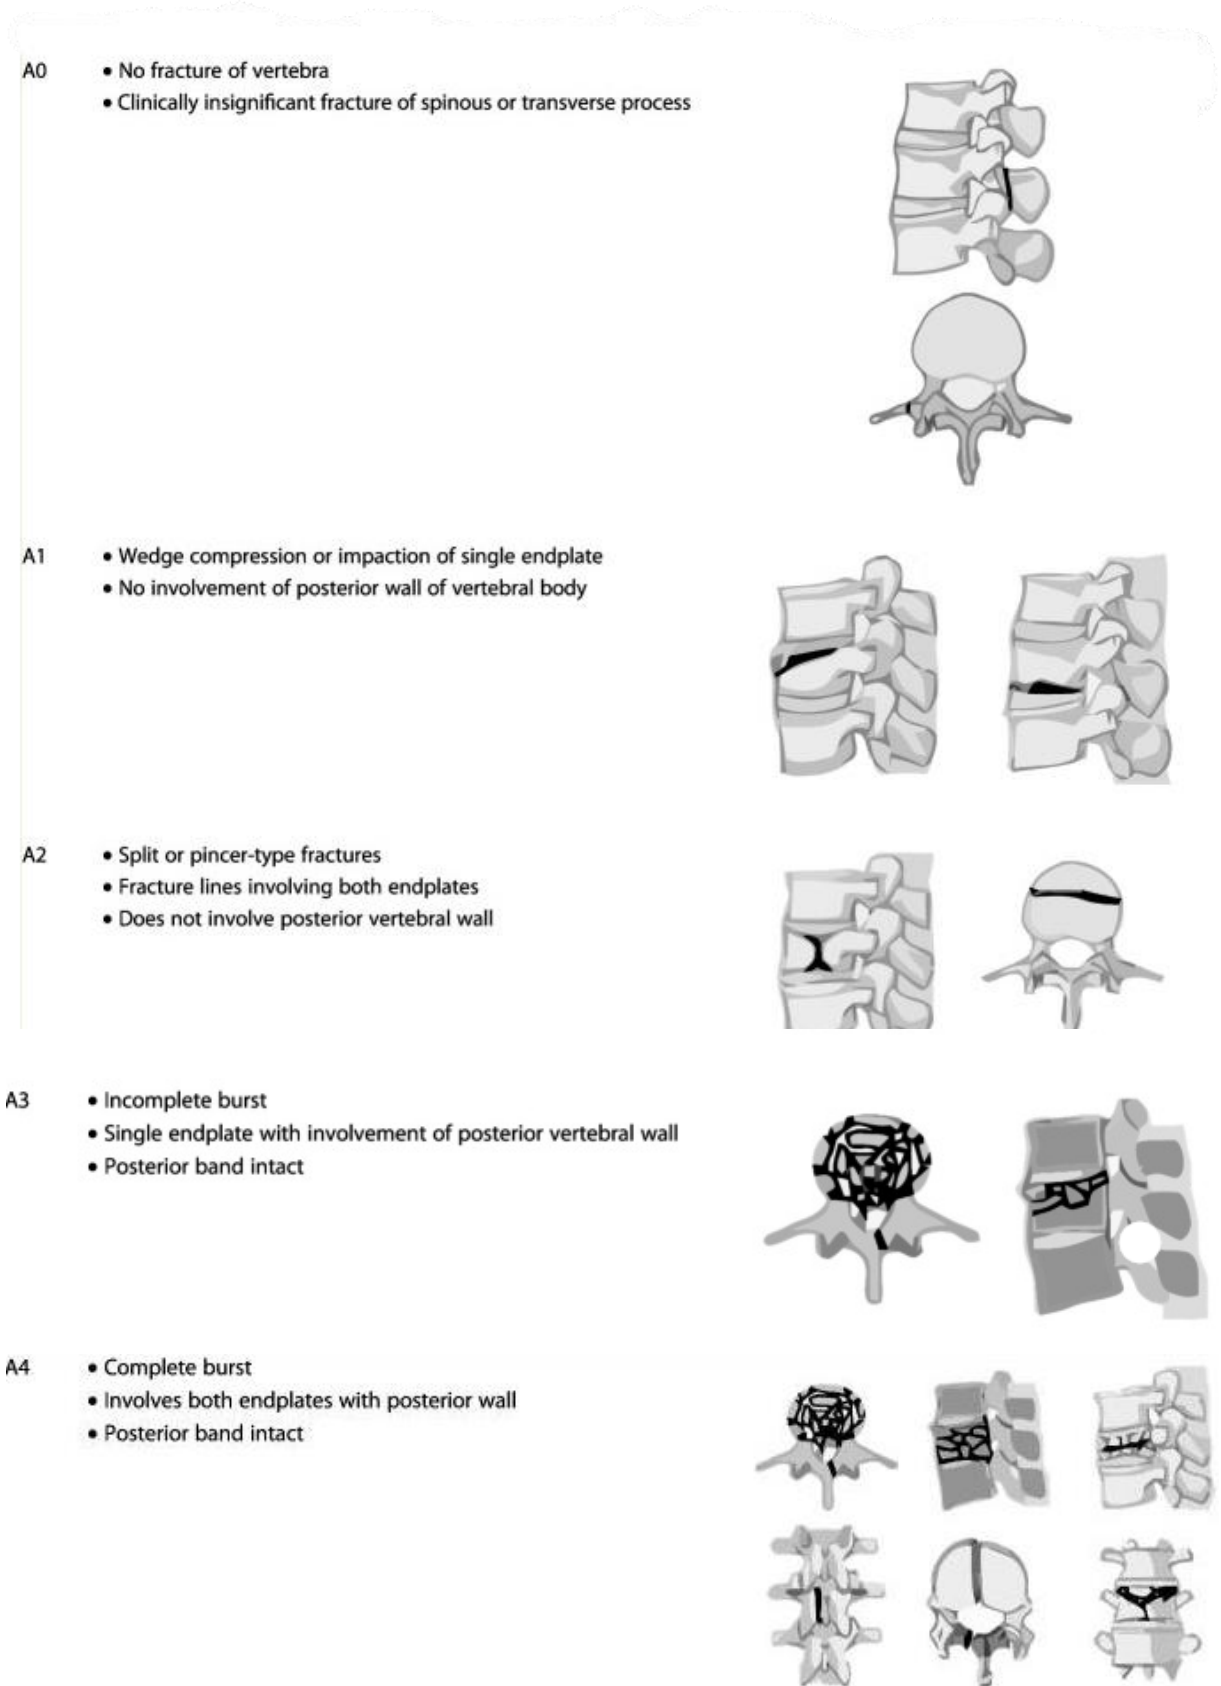 A0 • No fracture of vertebra
• Clinically insignificant fracture of spinous or transverse process
A1 • Wedge compression or impaction of single endplate
• No involvement of posterior wall of vertebral body
A2 • Split or pincer-type fractures
• Fracture lines involving both endplates
• Does not involve posterior vertebral wall
A3 • Incomplete burst
• Single endplate with involvement of posterior vertebral wall
• Posterior band intact
A4 • Complete burst
• Involves both endplates with posterior wall
• Posterior band intact